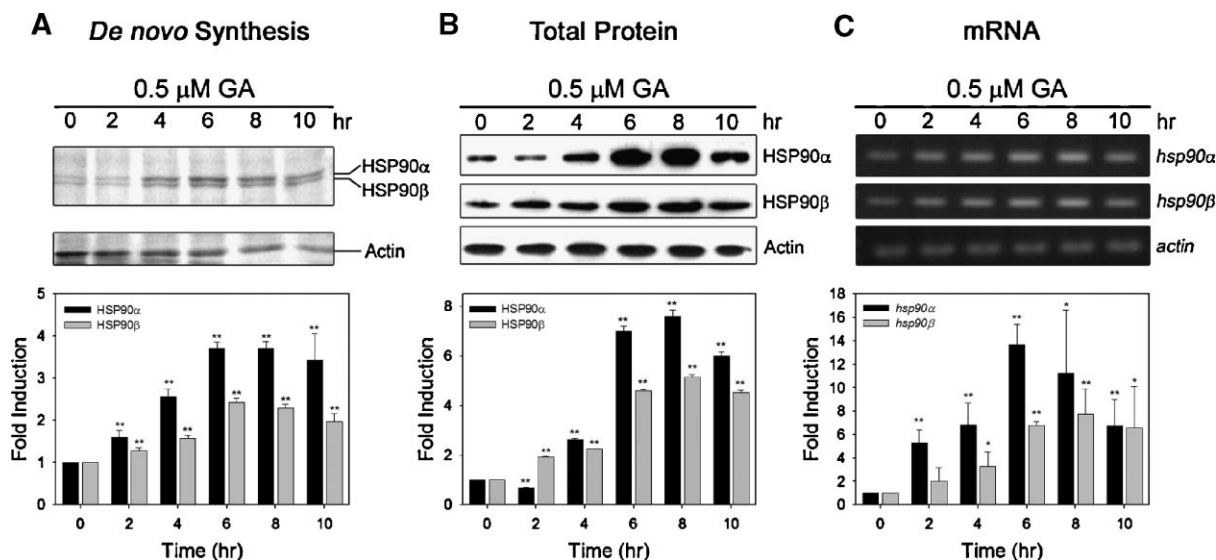 A De novo Synthesis
0.5 μM GA
0 2 4 6 8 10 hr
HSP90α
HSP90β
Actin
5
4
3
2
1
0
Fold Induction
HSP90α
HSP90β
** ** ** ** ** ** ** ** ** **
0 2 4 6 8 10
Time (hr)
B Total Protein
0.5 μM GA
0 2 4 6 8 10 hr
HSP90α
HSP90β
Actin
8
6
4
2
0
Fold Induction
HSP90α
HSP90β
** ** ** ** ** ** ** ** ** **
0 2 4 6 8 10
Time (hr)
C mRNA
0.5 μM GA
0 2 4 6 8 10 hr
hsp90α
hsp90β
actin
18
16
14
12
10
8
6
4
2
0
Fold Induction
hsp90α
hsp90β
** ** * ** ** * ** ** *
0 2 4 6 8 10
Time (hr)